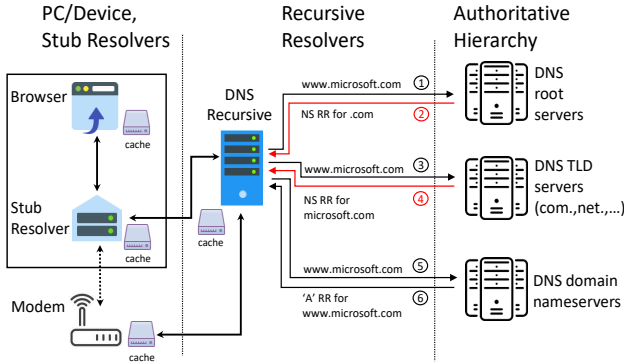 PC/Device,
Stub Resolvers
Recursive
Resolvers
Authoritative
Hierarchy
Browser
cache
Stub
Resolver
cache
Modem
cache
DNS
Recursive
cache
www.microsoft.com ①
NS RR for .com ②
www.microsoft.com ③
NS RR for ④
microsoft.com
www.microsoft.com ⑤
‘A’ RR for ⑥
www.microsoft.com
DNS
root
servers
DNS TLD
servers
(com.,net.,…)
DNS domain
nameservers